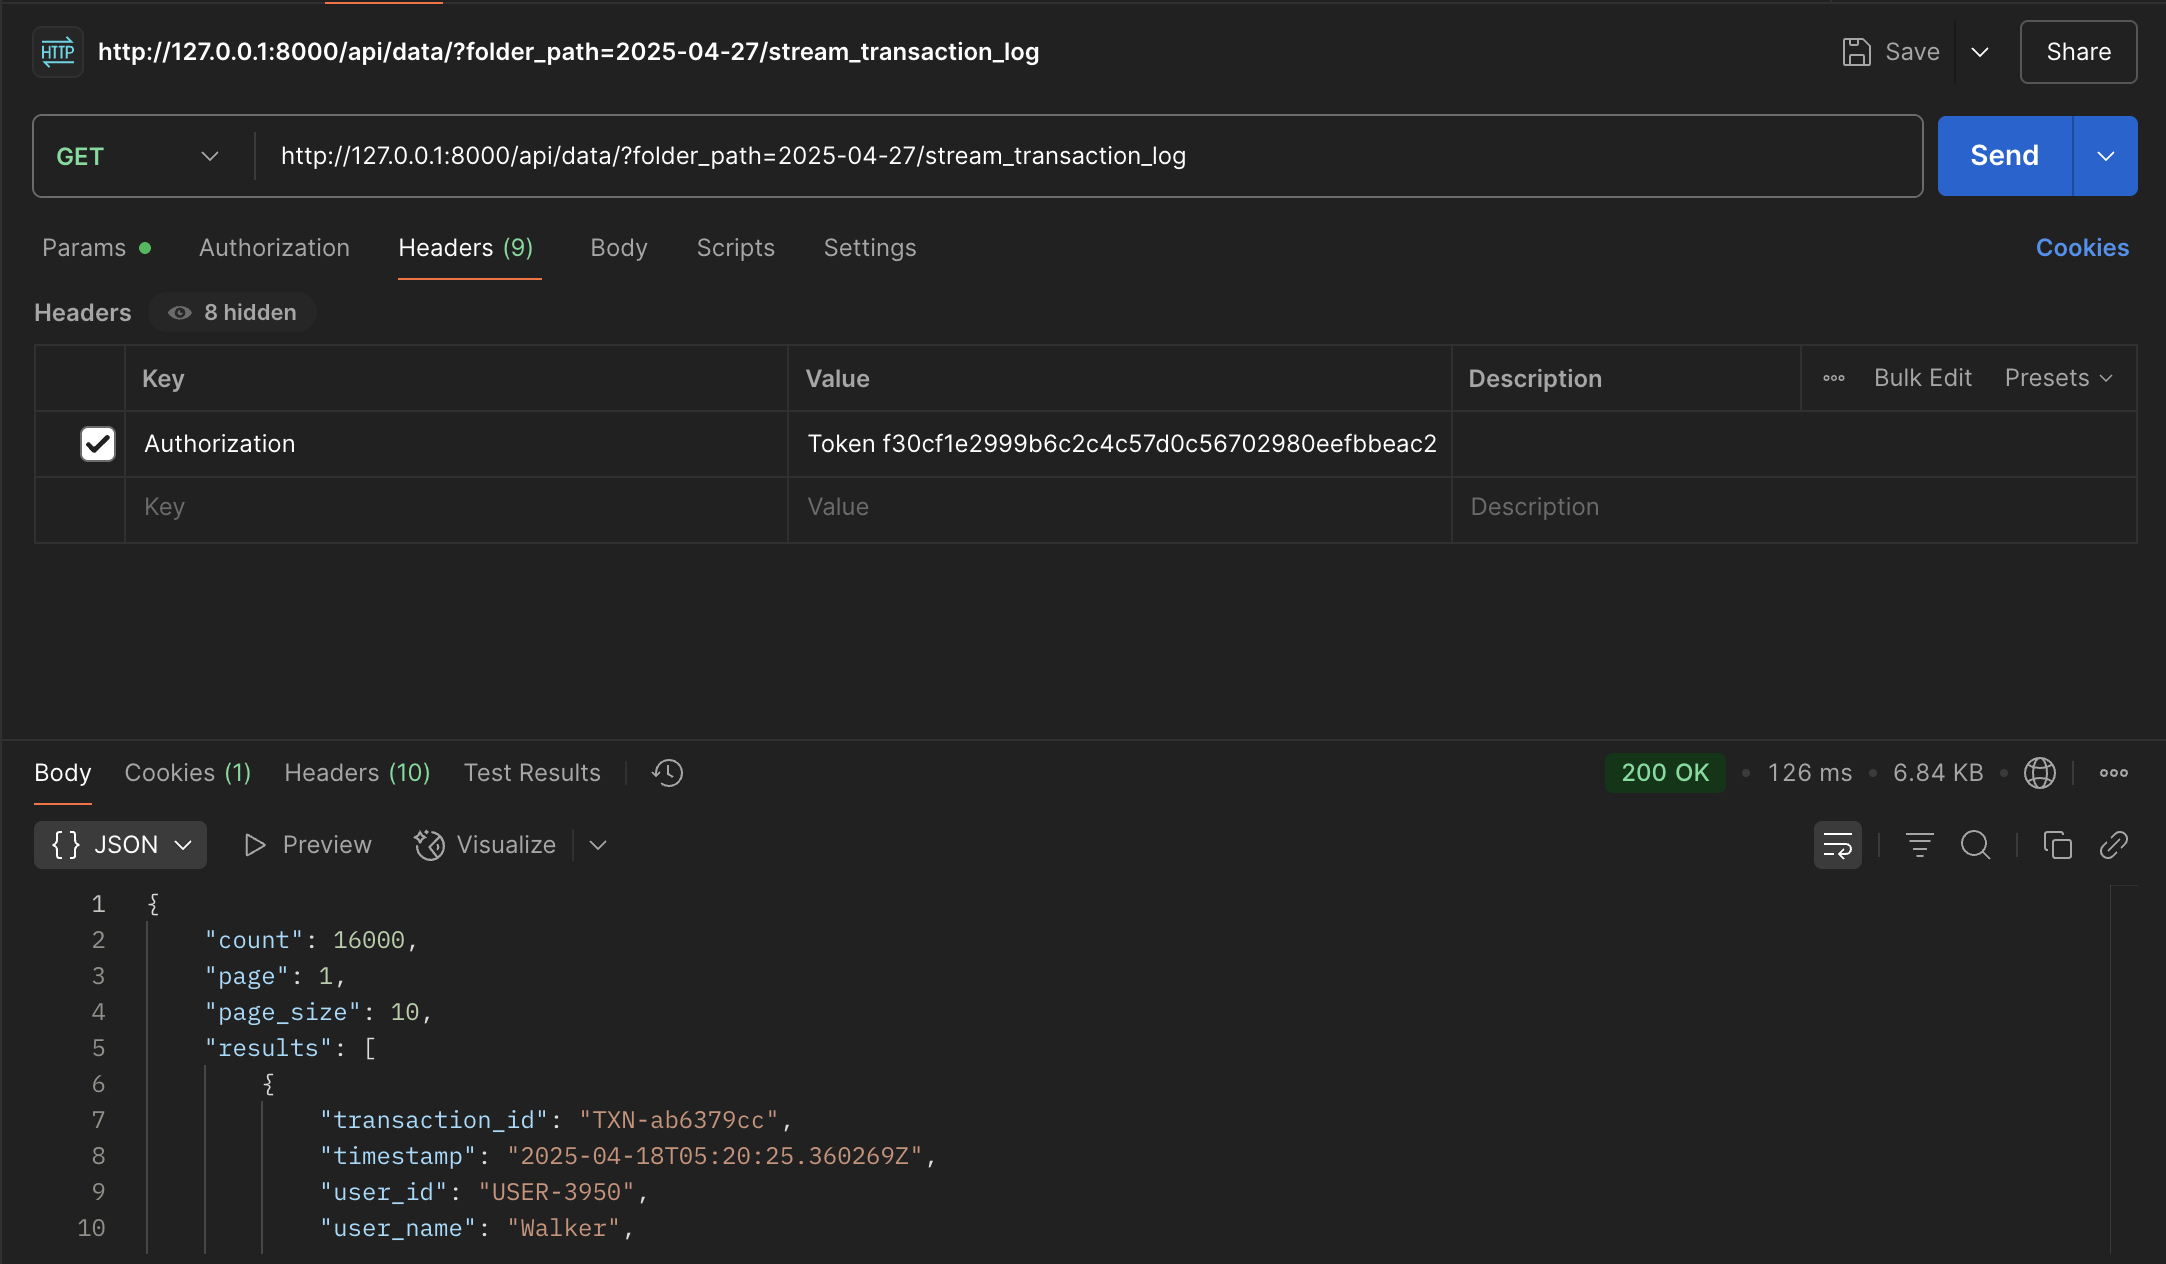 HTTP http://127.0.0.1:8000/api/data/?folder_path=2025-04-27/stream_transaction_log Save Share
GET http://127.0.0.1:8000/api/data/?folder_path=2025-04-27/stream_transaction_log Send
Params Authorization Headers (9) Body Scripts Settings Cookies
Headers 8 hidden
Key Value Description Bulk Edit Presets
Authorization Token f30cf1e2999b6c2c4c57d0c56702980eefbbeac2
Key Value Description
Body Cookies (1) Headers (10) Test Results 200 OK 126 ms 6.84 KB
{} JSON Preview Visualize
1 {
2 "count": 16000,
3 "page": 1,
4 "page_size": 10,
5 "results": [
6 {
7 "transaction_id": "TXN-ab6379cc",
8 "timestamp": "2025-04-18T05:20:25.360269Z",
9 "user_id": "USER-3950",
10 "user_name": "Walker",